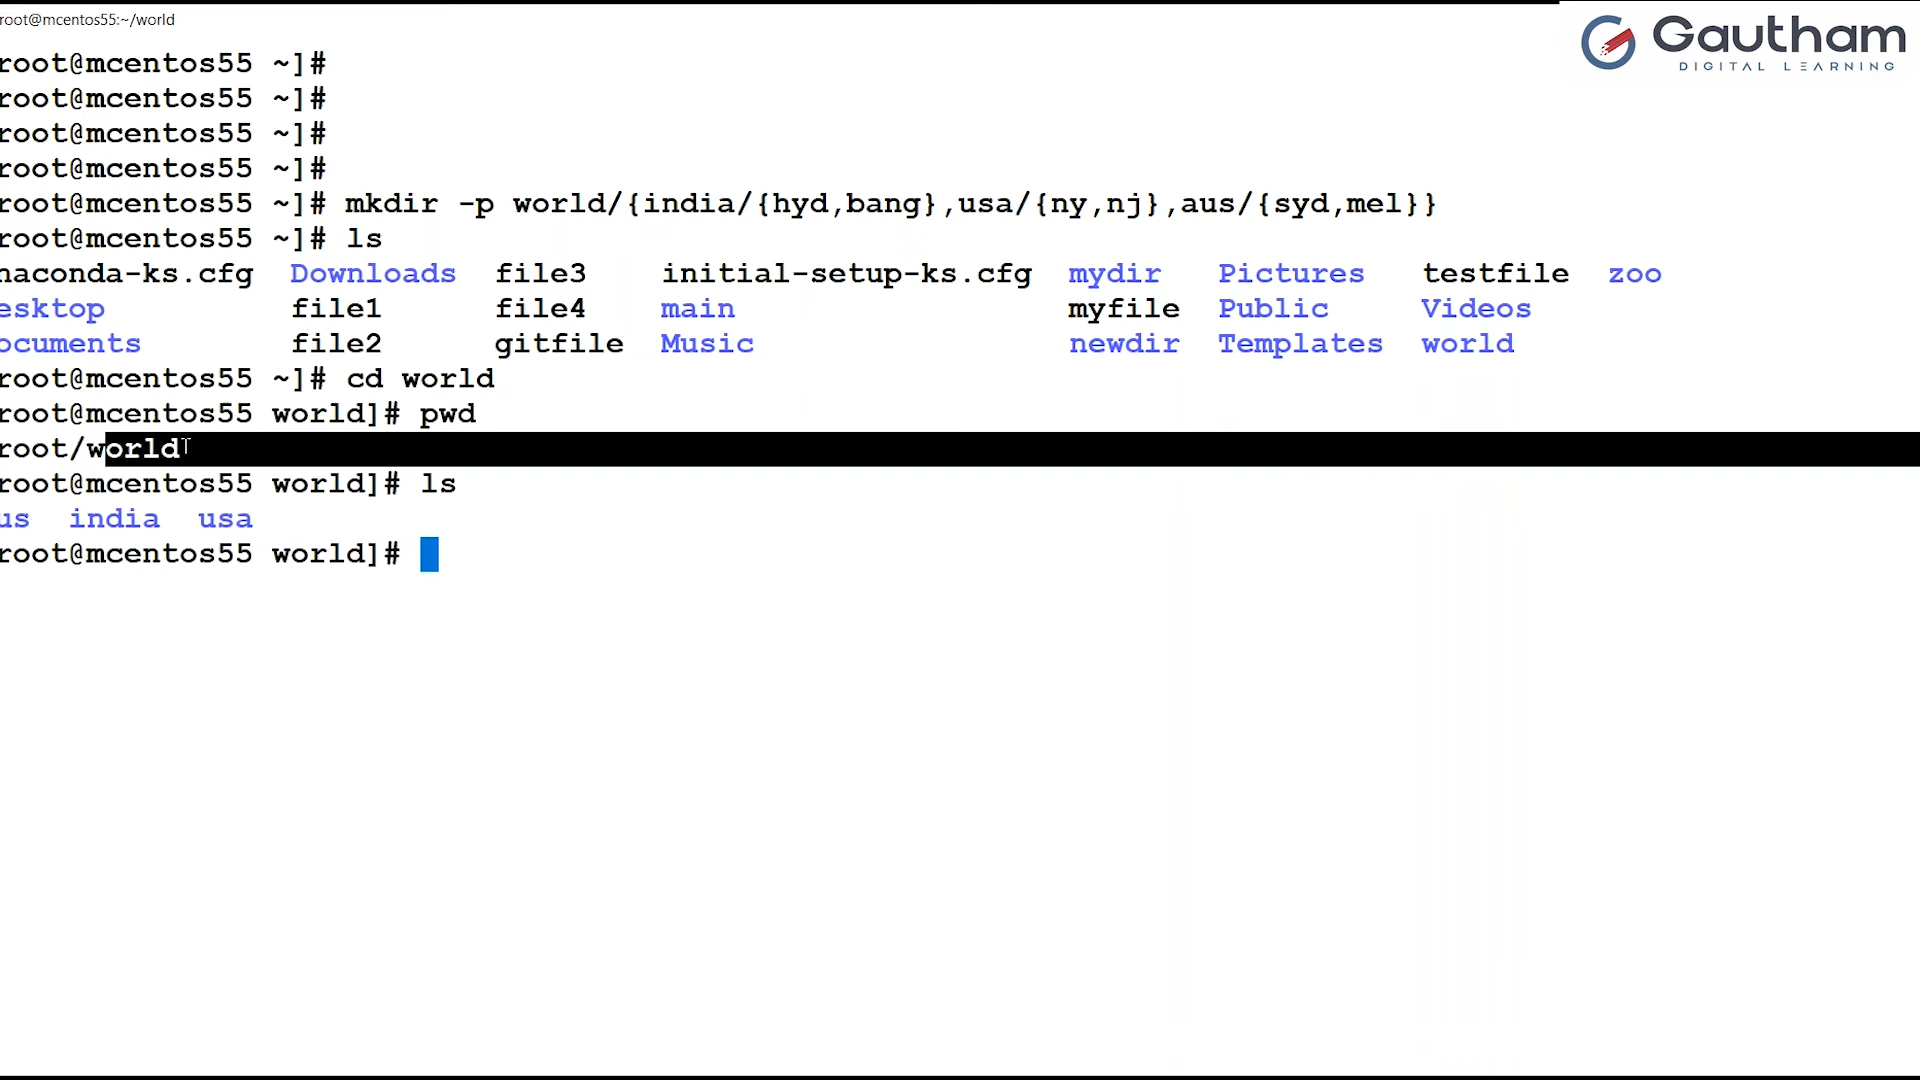 root@mcentos55:~/world
Gautham
DIGITAL LEARNING
root@mcentos55 ~]#
root@mcentos55 ~]#
root@mcentos55 ~]#
root@mcentos55 ~]#
root@mcentos55 ~]# mkdir -p world/{india/{hyd,bang},usa/{ny,nj},aus/{syd,mel}}
root@mcentos55 ~]# ls
naconda-ks.cfg Downloads file3 initial-setup-ks.cfg mydir Pictures testfile zoo
esktop file1 file4 main myfile Public Videos
ocuments file2 gitfile Music newdir Templates world
root@mcentos55 ~]# cd world
root@mcentos55 world]# pwd
root/world
root@mcentos55 world]# ls
us india usa
root@mcentos55 world]#